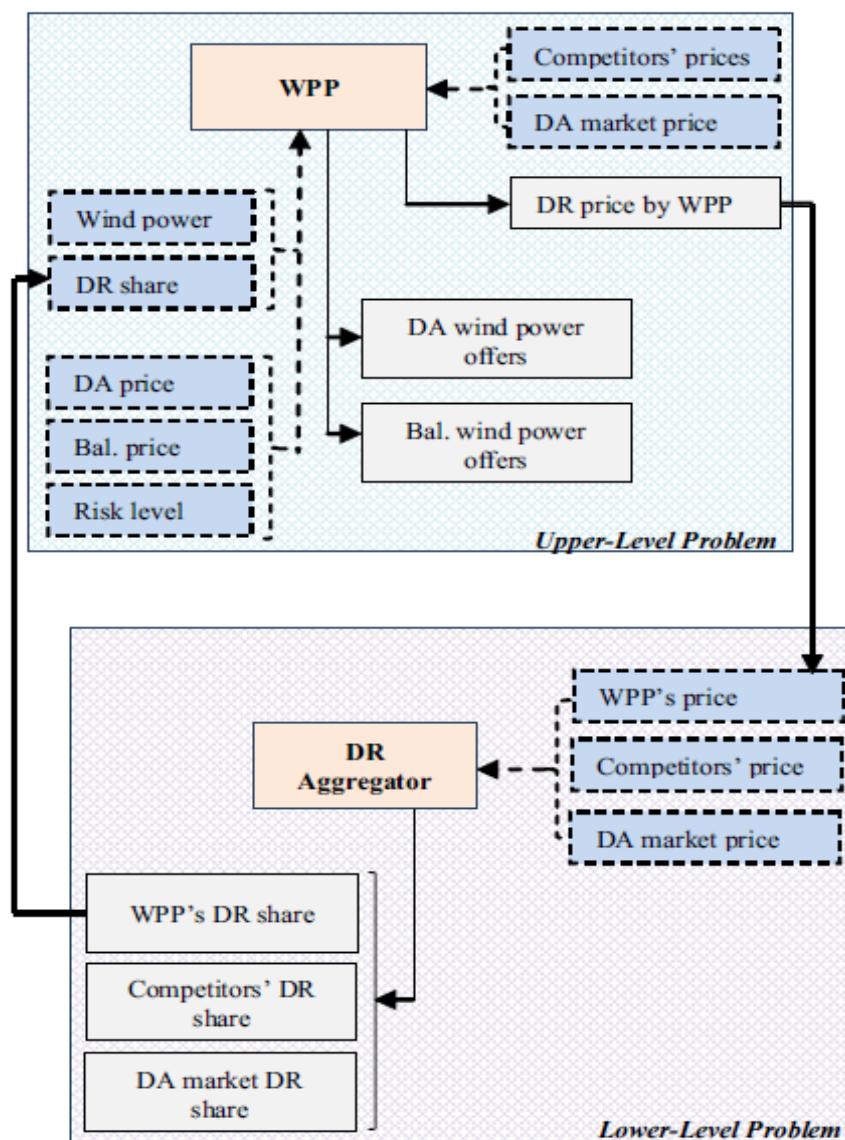 WPP
Competitors’ prices
DA market price
DR price by WPP
Wind power
DR share
DA wind power
offers
DA price
Bal. price
Risk level
Bal. wind power
offers
Upper-Level Problem
WPP’s price
DR
Aggregator
Competitors’ price
DA market price
WPP’s DR share
Competitors’ DR
share
DA market DR
share
Lower-Level Problem